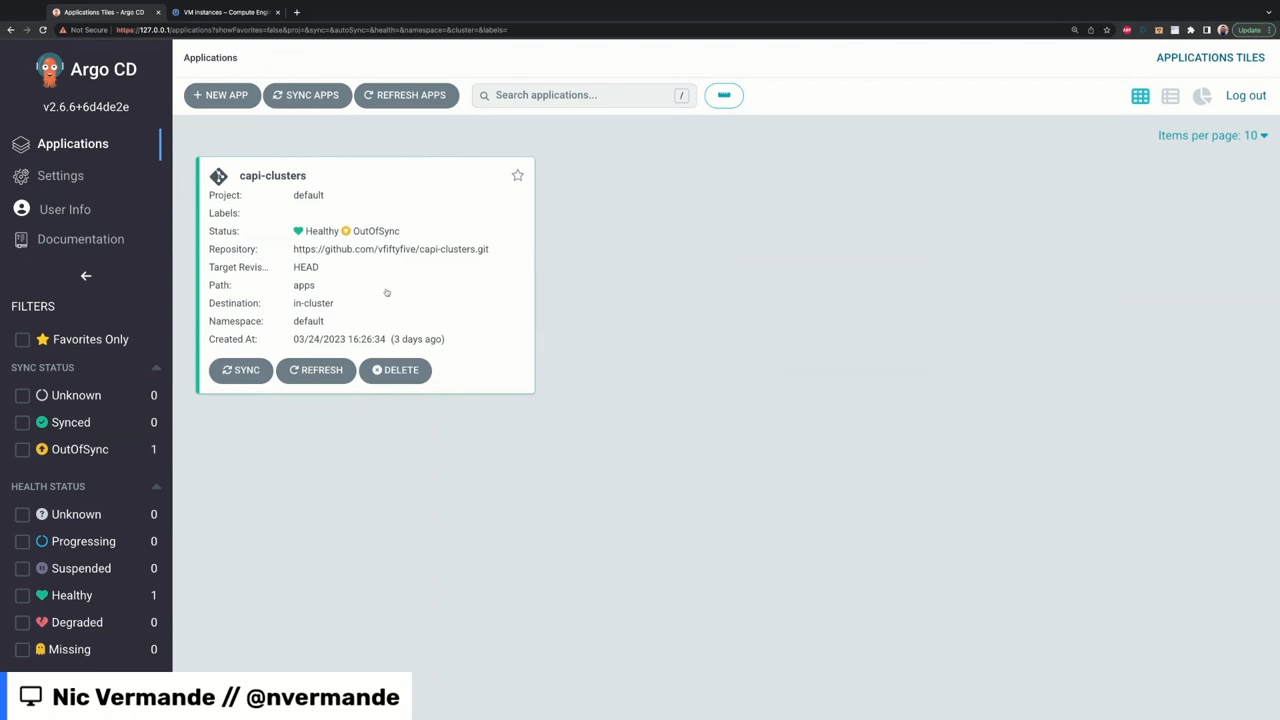 Applications Tiles - Argo CD
VM instances – Compute Engi
Not Secure
https://127.0.0.1/applications?showFavorites=false&proj=&sync=&autoSync=&health=&namespace=&cluster=&labels=
Update
Argo CD
v2.6.6+6d4de2e
Applications
Settings
User Info
Documentation
FILTERS
Favorites Only
SYNC STATUS
Unknown 0
Synced 0
OutOfSync 1
HEALTH STATUS
Unknown 0
Progressing 0
Suspended 0
Healthy 1
Degraded 0
Missing 0
Applications
APPLICATIONS TILES
+ NEW APP
SYNC APPS
REFRESH APPS
Search applications...
/
Log out
Items per page: 10
capi-clusters
Project: default
Labels:
Status: Healthy OutOfSync
Repository: https://github.com/vfiftyfive/capi-clusters.git
Target Revis... HEAD
Path: apps
Destination: in-cluster
Namespace: default
Created At: 03/24/2023 16:26:34 (3 days ago)
SYNC
REFRESH
DELETE
Nic Vermande // @nvermande